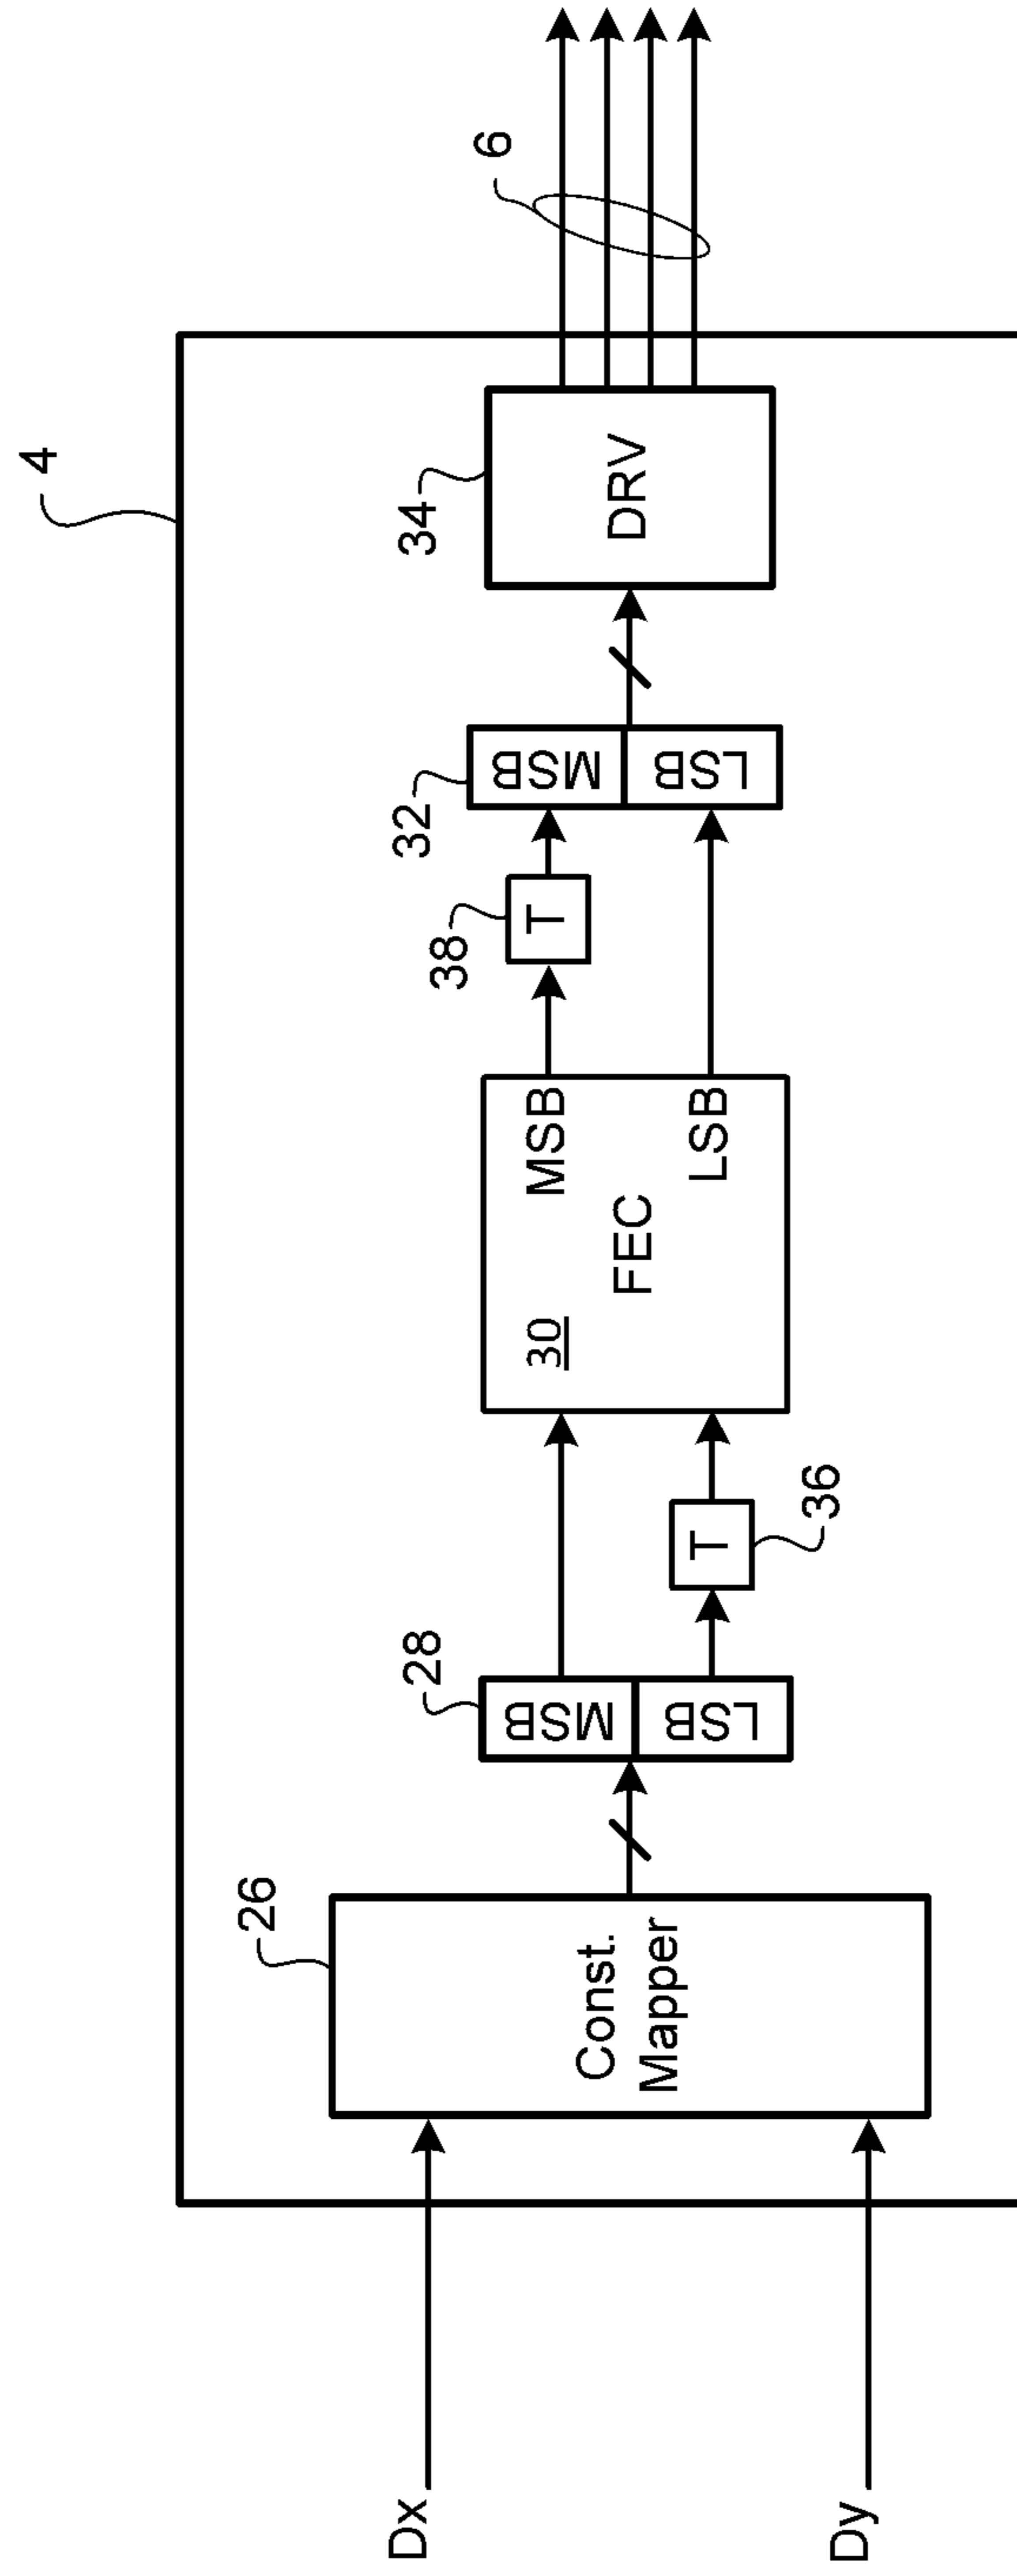 4
6
Dx
Dy
26
Const.
Mapper
28
MSB
LSB
T
36
30
FEC
MSB
LSB
38
T
32
MSB
LSB
34
DRV